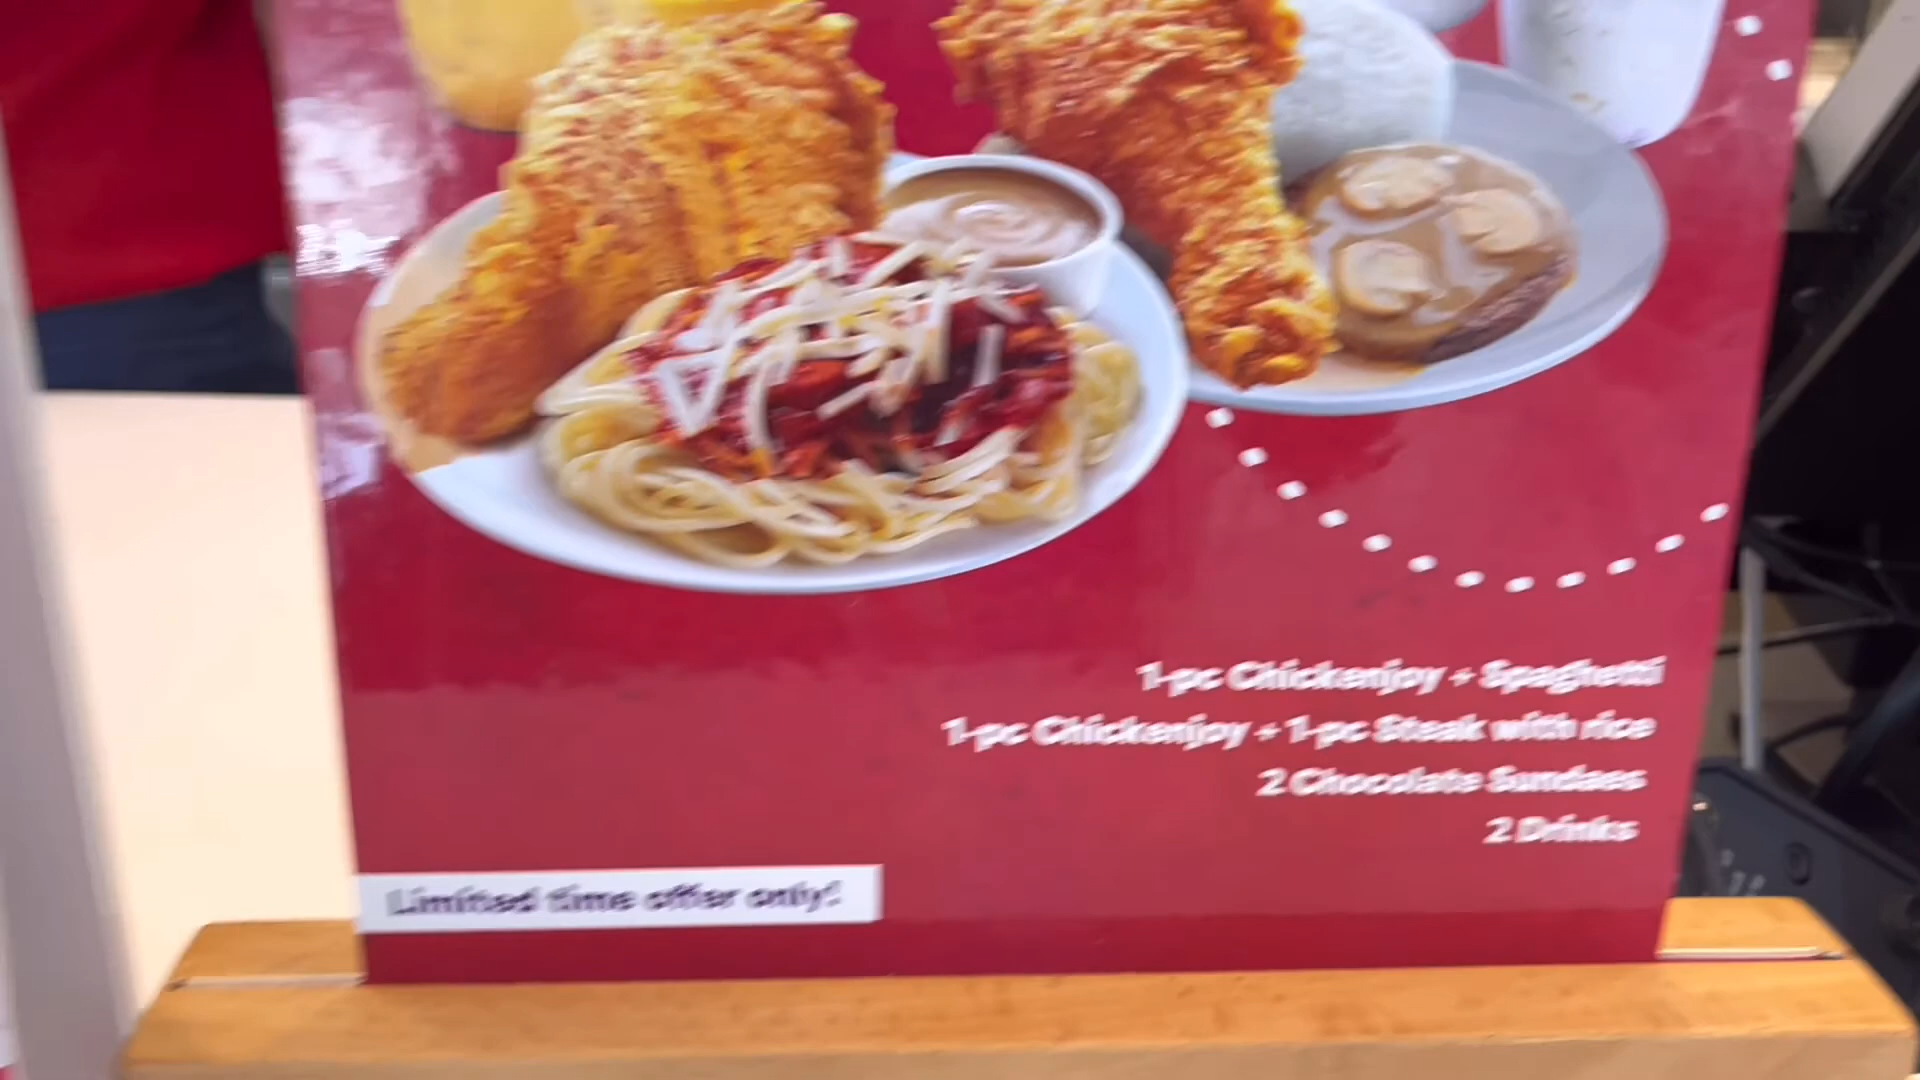 1-pc Chickenjoy + Spaghetti
1-pc Chickenjoy + 1-pc Steak with rice
2 Chocolate Sundaes
2 Drinks
Limited time offer only!